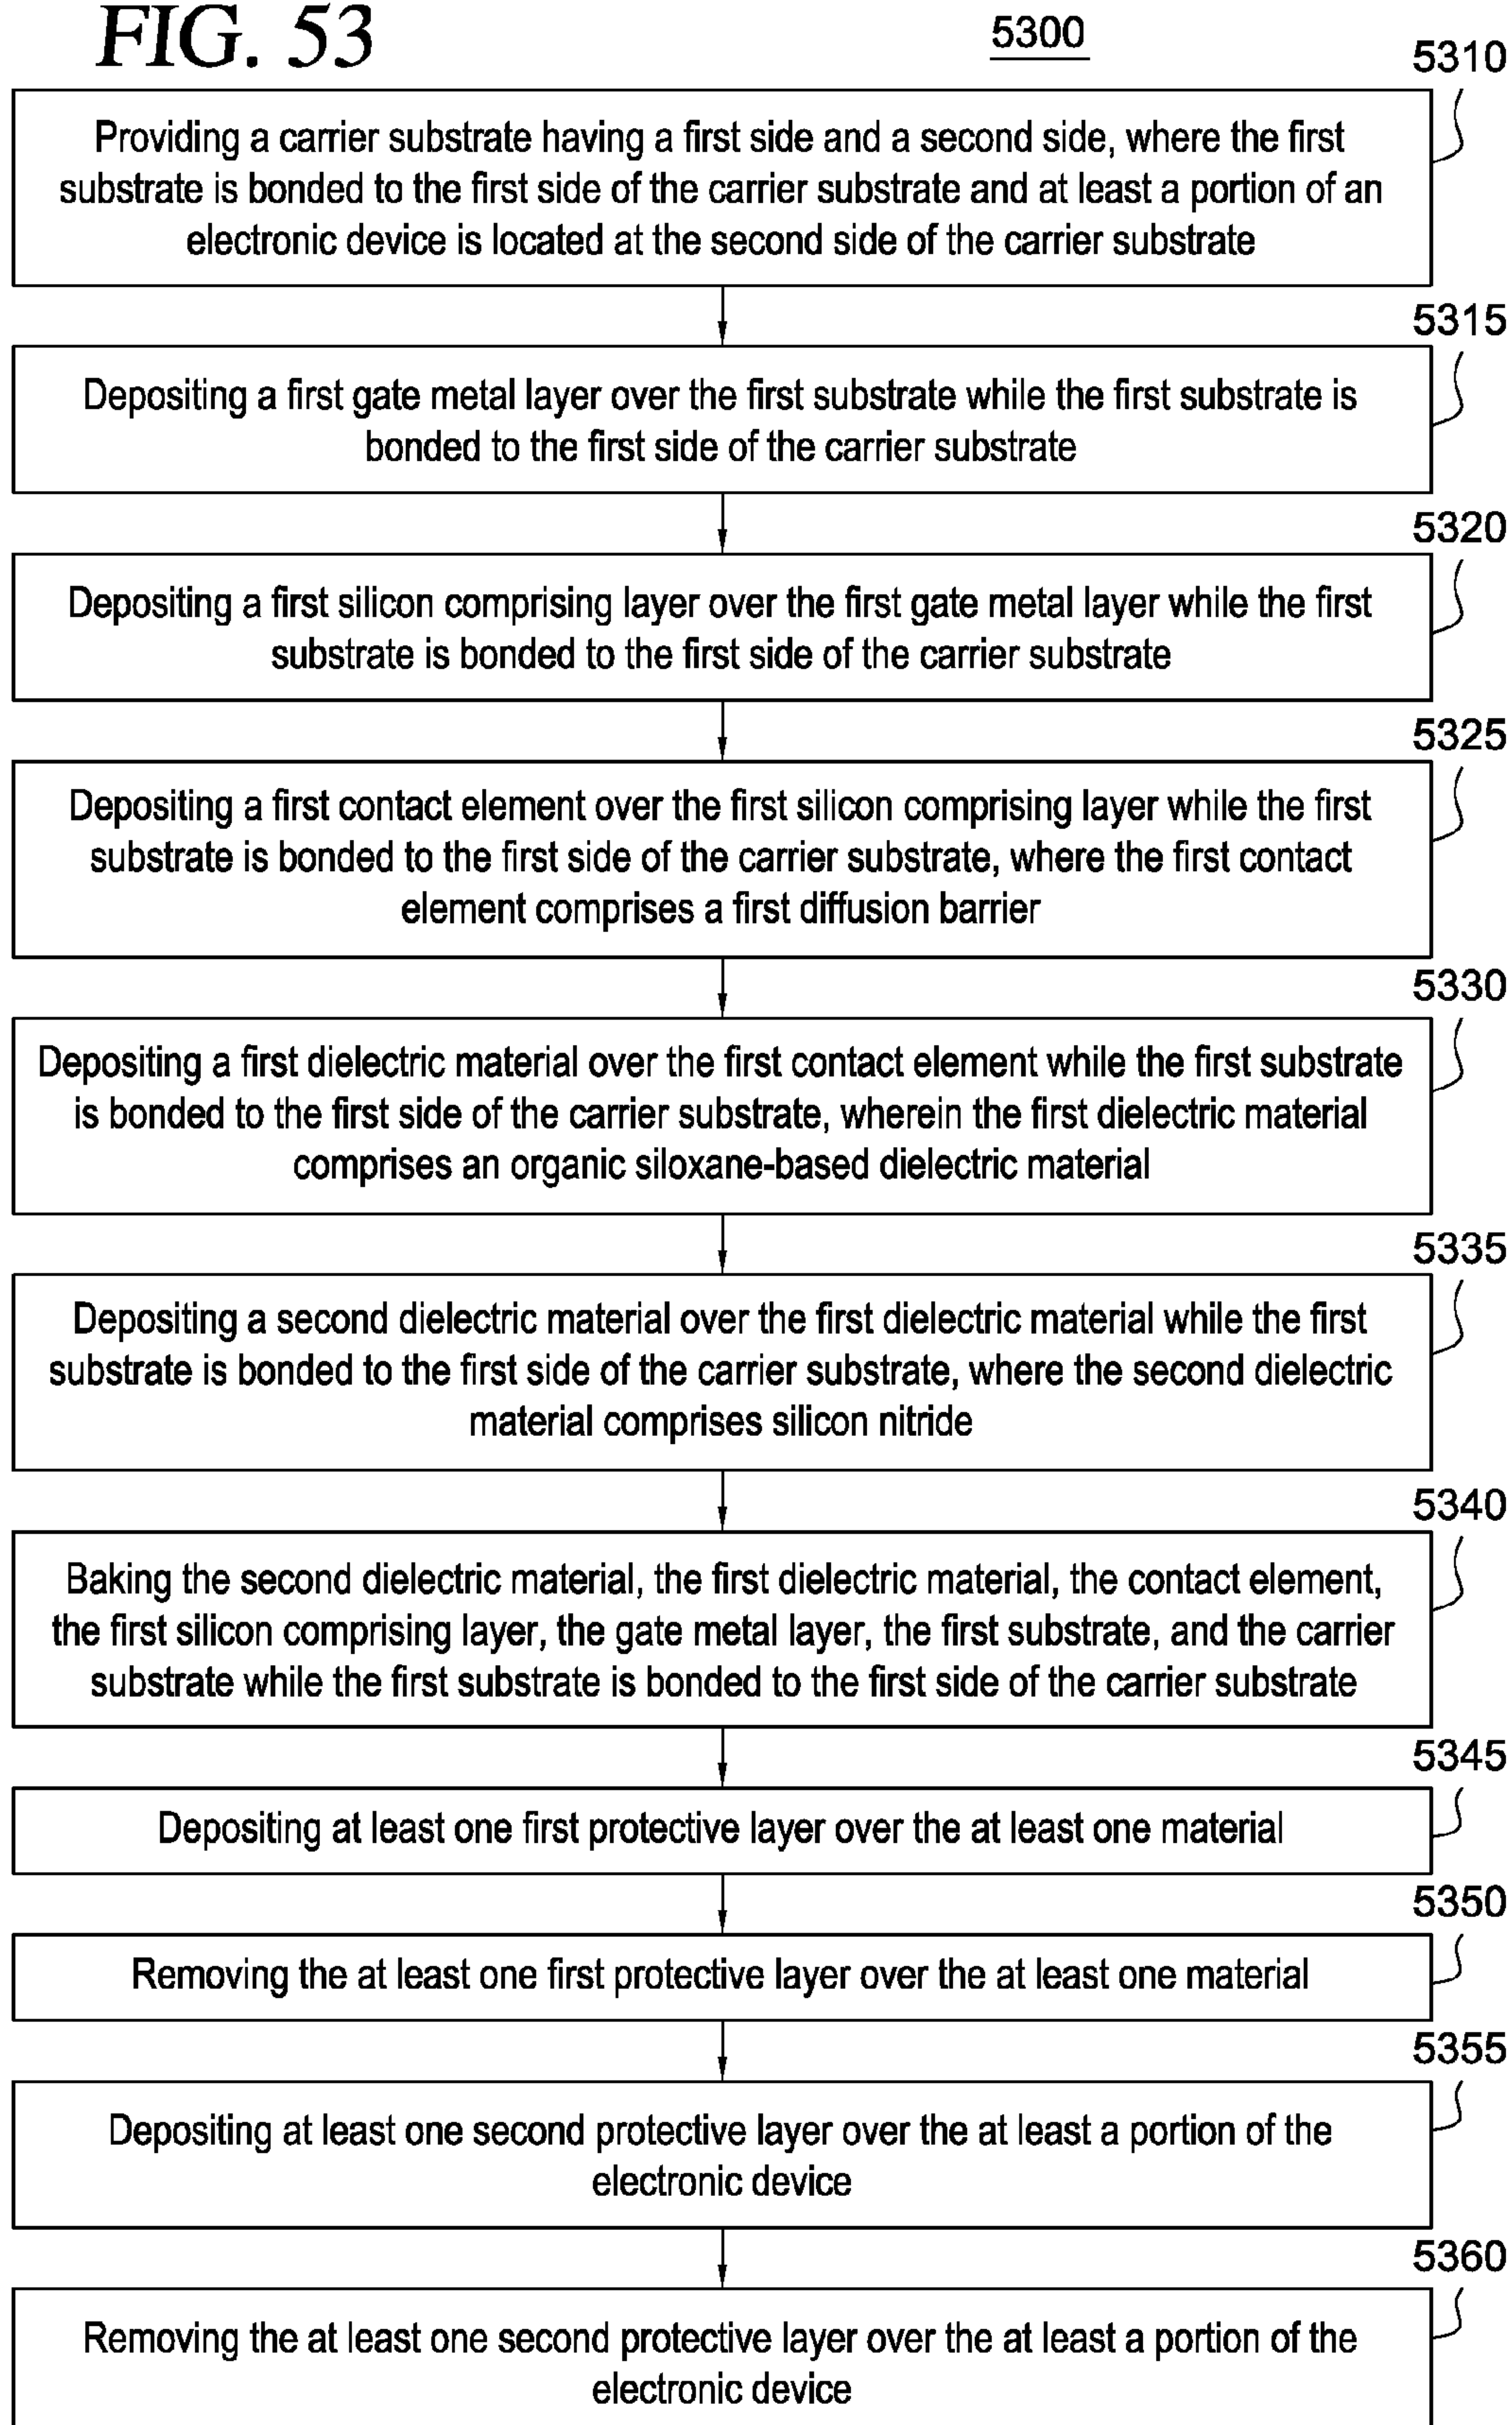 FIG. 53
5300
5310
Providing a carrier substrate having a first side and a second side, where the first
substrate is bonded to the first side of the carrier substrate and at least a portion of an
electronic device is located at the second side of the carrier substrate
5315
Depositing a first gate metal layer over the first substrate while the first substrate is
bonded to the first side of the carrier substrate
5320
Depositing a first silicon comprising layer over the first gate metal layer while the first
substrate is bonded to the first side of the carrier substrate
5325
Depositing a first contact element over the first silicon comprising layer while the first
substrate is bonded to the first side of the carrier substrate, where the first contact
element comprises a first diffusion barrier
5330
Depositing a first dielectric material over the first contact element while the first substrate
is bonded to the first side of the carrier substrate, wherein the first dielectric material
comprises an organic siloxane-based dielectric material
5335
Depositing a second dielectric material over the first dielectric material while the first
substrate is bonded to the first side of the carrier substrate, where the second dielectric
material comprises silicon nitride
5340
Baking the second dielectric material, the first dielectric material, the contact element,
the first silicon comprising layer, the gate metal layer, the first substrate, and the carrier
substrate while the first substrate is bonded to the first side of the carrier substrate
5345
Depositing at least one first protective layer over the at least one material
5350
Removing the at least one first protective layer over the at least one material
5355
Depositing at least one second protective layer over the at least a portion of the
electronic device
5360
Removing the at least one second protective layer over the at least a portion of the
electronic device